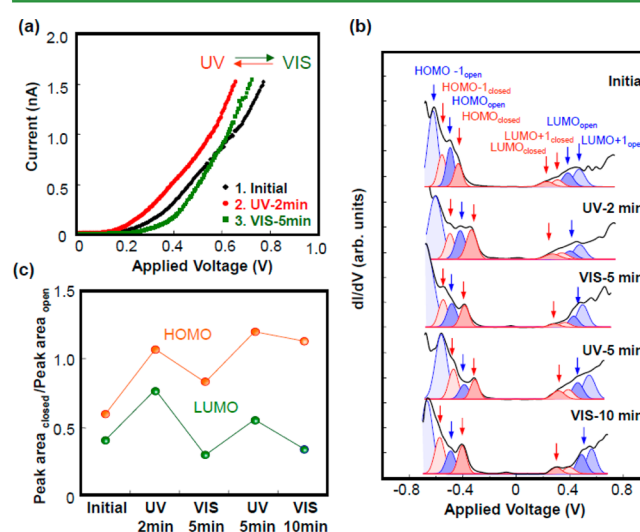 (a)
2.0
1.5
1.0
0.5
0
Current (nA)
UV
VIS
1. Initial
2. UV-2min
3. VIS-5min
0
0.2
0.4
0.6
0.8
1.0
Applied Voltage (V)
(b)
dI/dV (arb. units)
HOMO -1open
HOMO-1closed
HOMOopen
HOMOclosed
Initial
LUMOopen
LUMO+1closed
LUMOclosed
LUMO+1open
UV-2 min
VIS-5 min
UV-5 min
VIS-10 min
-0.8
-0.4
0
0.4
0.8
Applied Voltage (V)
(c)
1.5
1.0
0.5
0
Peak area closed/Peak area open
HOMO
LUMO
Initial UV VIS UV VIS
2min 5min 5min 10min